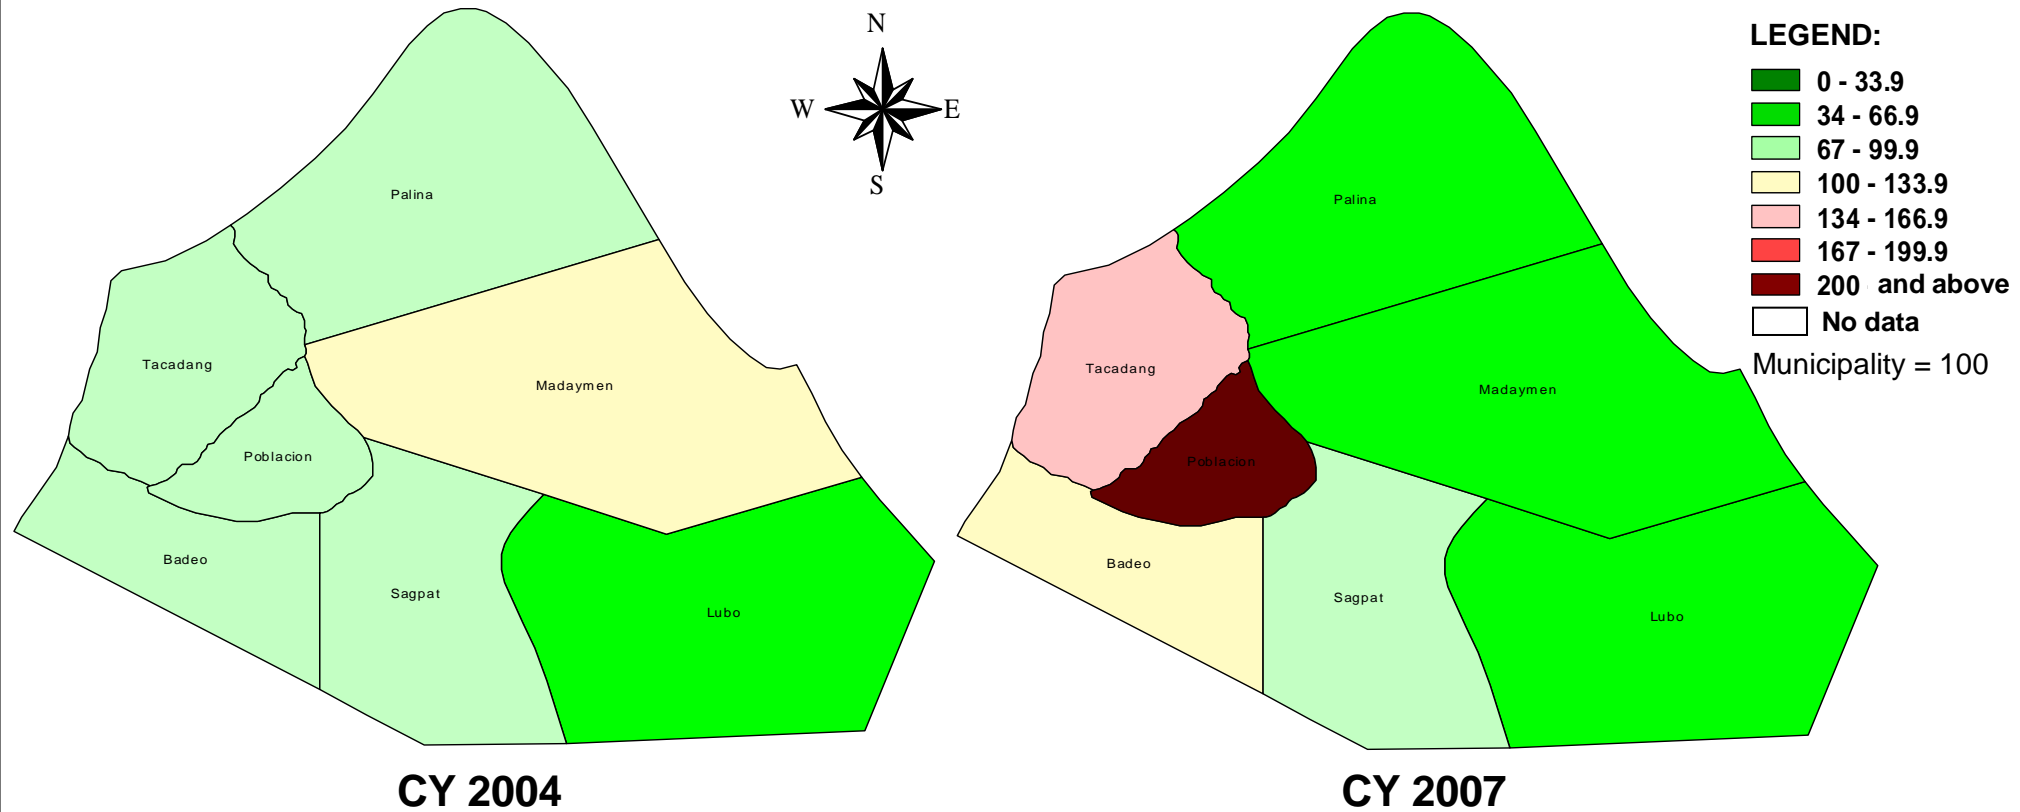 N
W E
S
Palina
Tacadang
Madaymen
Poblacion
Badeo
Sagpat
Lubo
CY 2004
Palina
Tacadang
Madaymen
Poblacion
Badeo
Sagpat
Lubo
CY 2007
LEGEND:
0 - 33.9
34 - 66.9
67 - 99.9
100 - 133.9
134 - 166.9
167 - 199.9
200 and above
No data
Municipality = 100